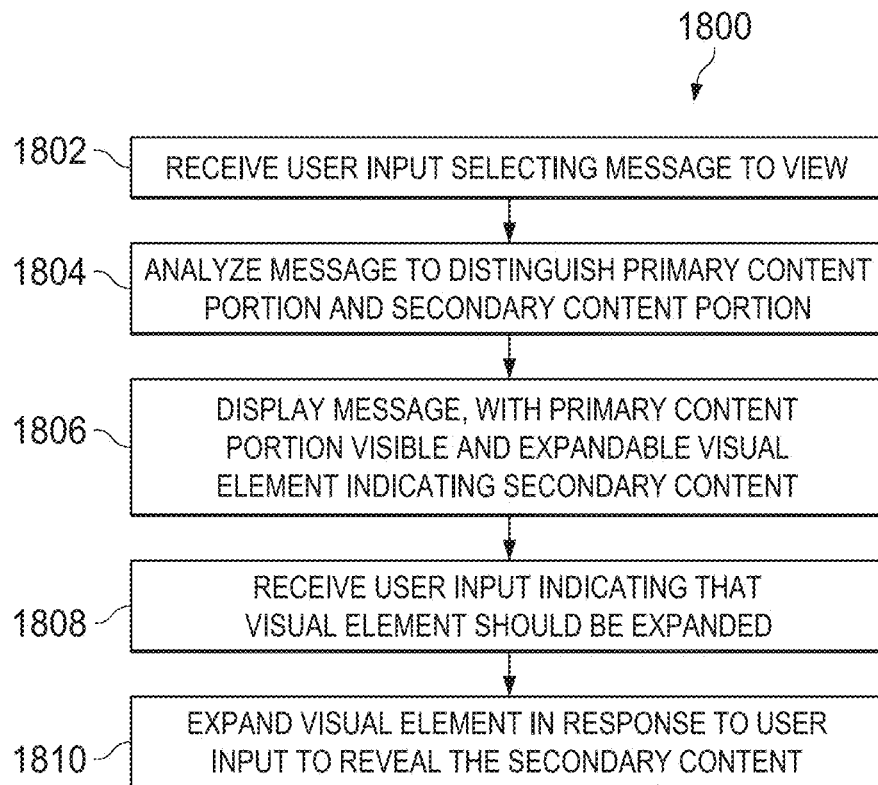 1800
1802
RECEIVE USER INPUT SELECTING MESSAGE TO VIEW
1804
ANALYZE MESSAGE TO DISTINGUISH PRIMARY CONTENT
PORTION AND SECONDARY CONTENT PORTION
1806
DISPLAY MESSAGE, WITH PRIMARY CONTENT
PORTION VISIBLE AND EXPANDABLE VISUAL
ELEMENT INDICATING SECONDARY CONTENT
1808
RECEIVE USER INPUT INDICATING THAT
VISUAL ELEMENT SHOULD BE EXPANDED
1810
EXPAND VISUAL ELEMENT IN RESPONSE TO USER
INPUT TO REVEAL THE SECONDARY CONTENT